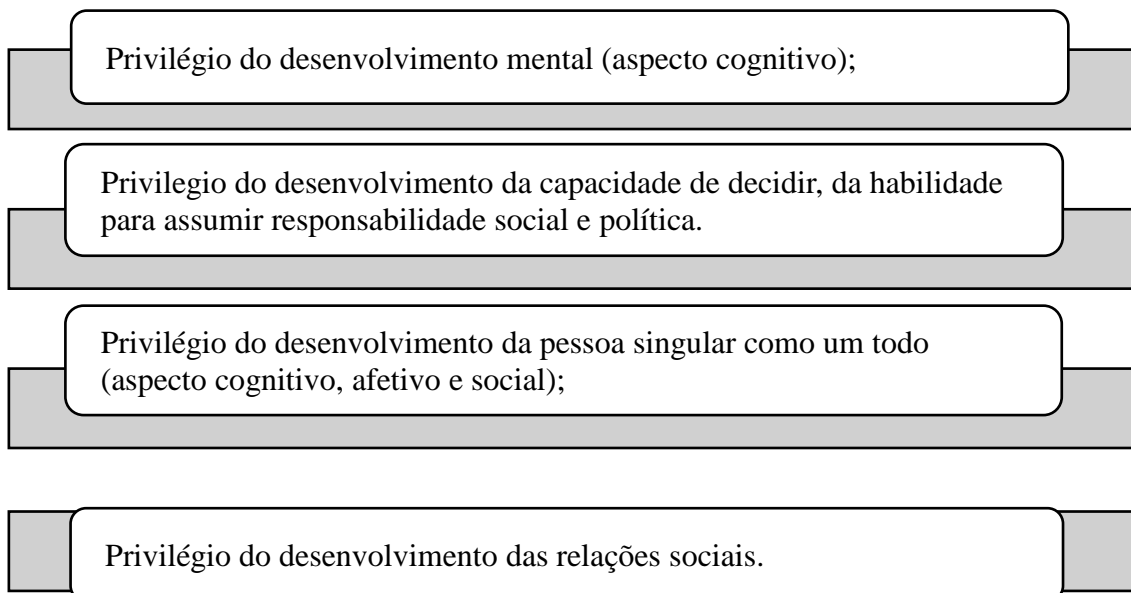 Privilégio do desenvolvimento mental (aspecto cognitivo);
Privilegio do desenvolvimento da capacidade de decidir, da habilidade
para assumir responsabilidade social e política.
Privilégio do desenvolvimento da pessoa singular como um todo
(aspecto cognitivo, afetivo e social);
Privilégio do desenvolvimento das relações sociais.